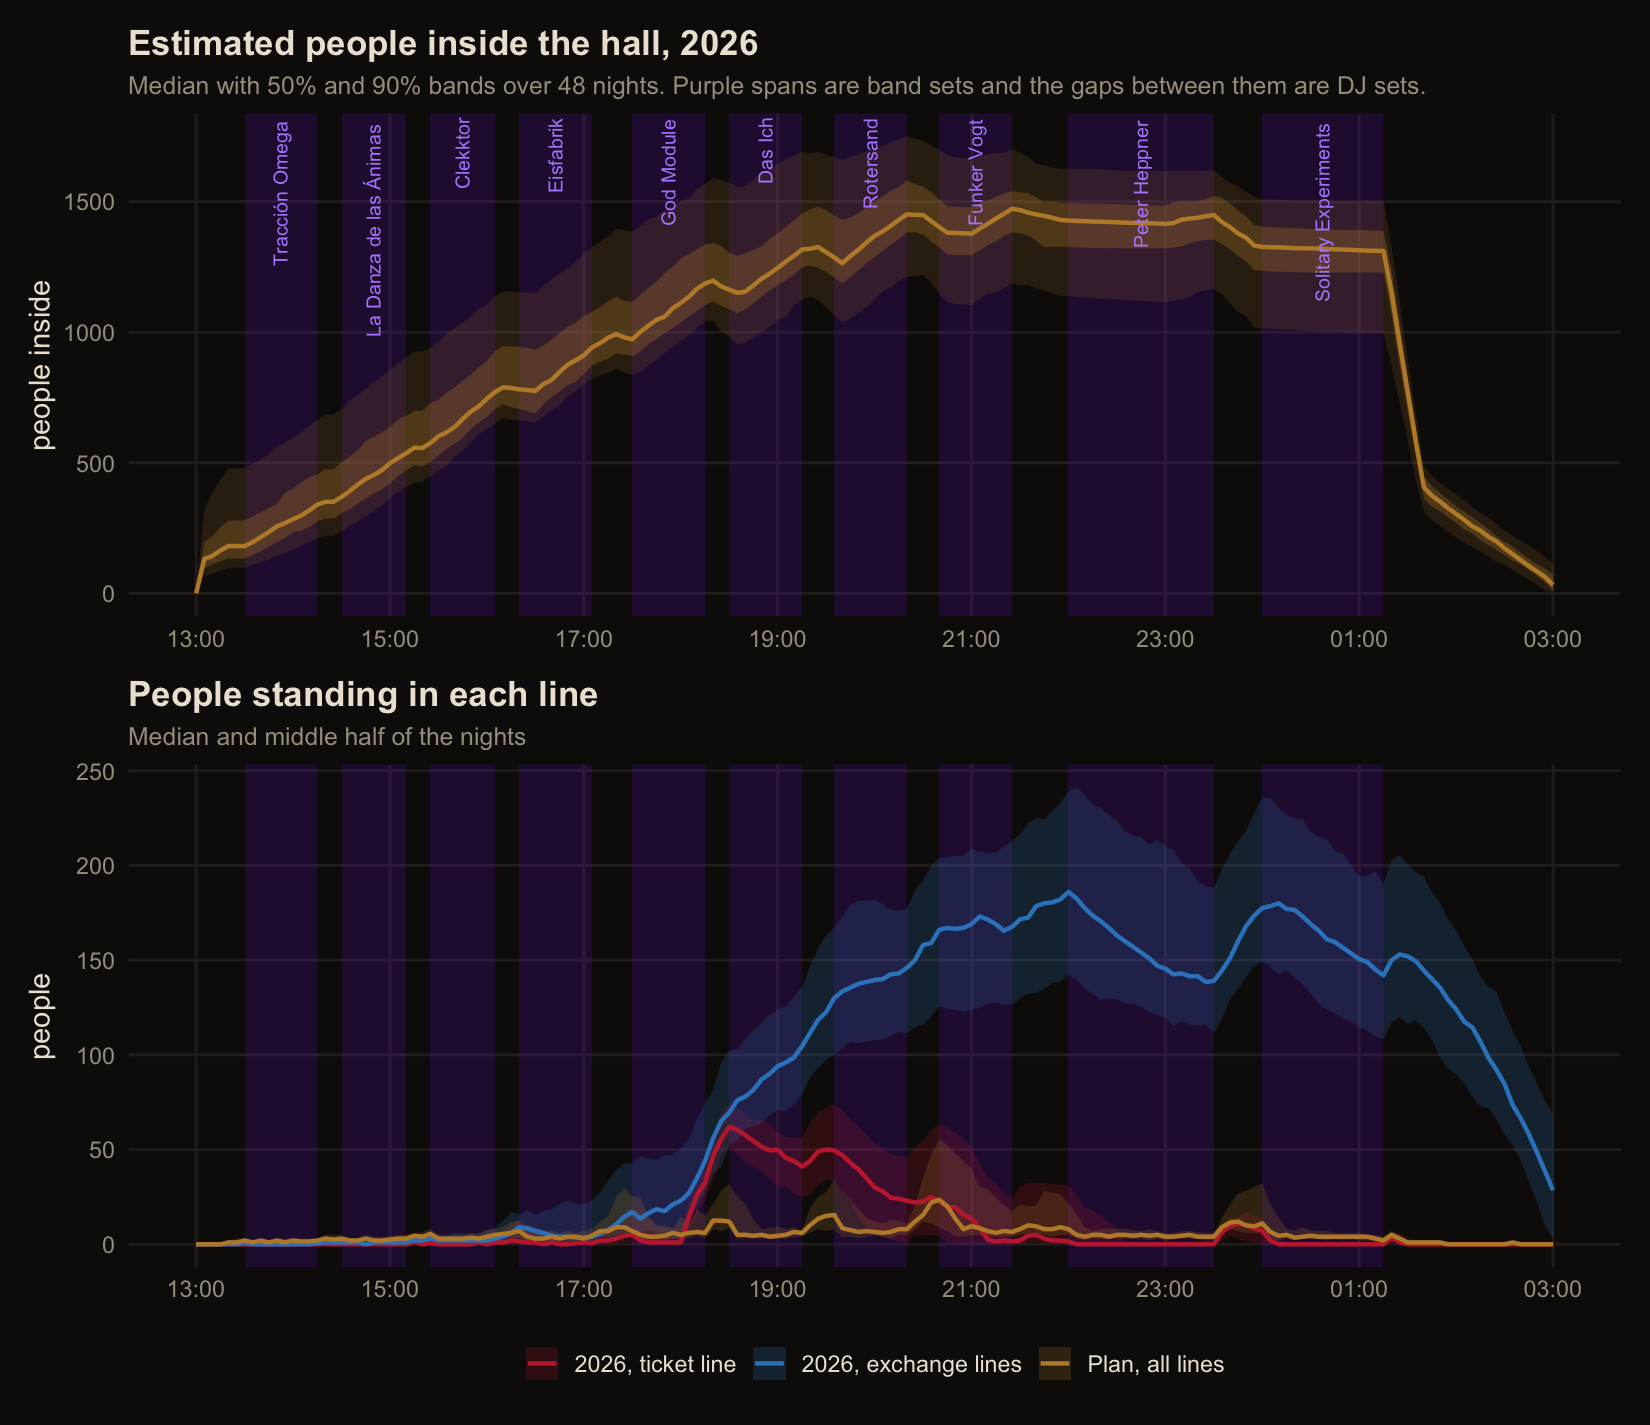 Estimated people inside the hall, 2026
Median with 50% and 90% bands over 48 nights. Purple spans are band sets and the gaps between them are DJ sets.
people inside
1500
1000
500
0
Tracción Omega
La Danza de las Ánimas
Clekktor
Eisfabrik
God Module
Das Ich
Rotersand
Funker Vogt
Peter Heppner
Solitary Experiments
13:00 15:00 17:00 19:00 21:00 23:00 01:00 03:00
People standing in each line
Median and middle half of the nights
people
250
200
150
100
50
0
13:00 15:00 17:00 19:00 21:00 23:00 01:00 03:00
2026, ticket line 2026, exchange lines Plan, all lines